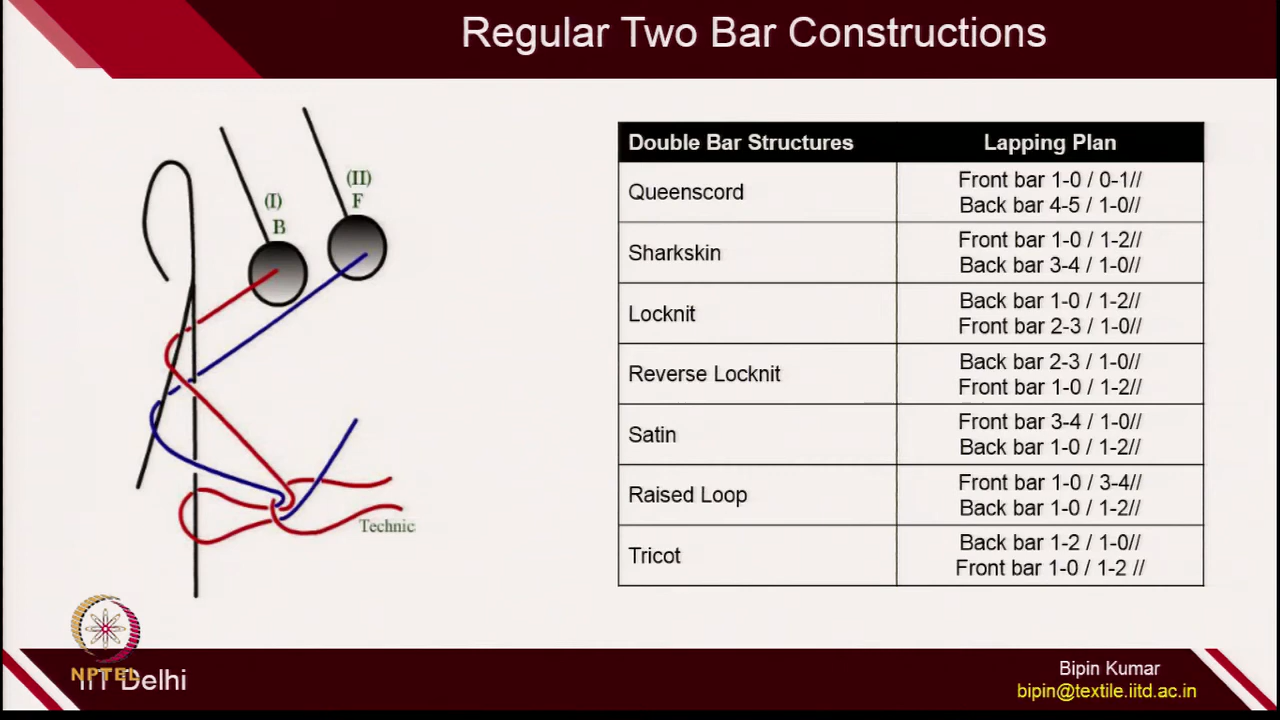 Regular Two Bar Constructions
(I)
B
(II)
F
Technic
Double Bar Structures Lapping Plan
Queenscord
Front bar 1-0 / 0-1//
Back bar 4-5 / 1-0//
Sharkskin
Front bar 1-0 / 1-2//
Back bar 3-4 / 1-0//
Locknit
Back bar 1-0 / 1-2//
Front bar 2-3 / 1-0//
Reverse Locknit
Back bar 2-3 / 1-0//
Front bar 1-0 / 1-2//
Satin
Front bar 3-4 / 1-0//
Back bar 1-0 / 1-2//
Raised Loop
Front bar 1-0 / 3-4//
Back bar 1-0 / 1-2//
Tricot
Back bar 1-2 / 1-0//
Front bar 1-0 / 1-2 //
NPTEL
IIT Delhi
Bipin Kumar
bipin@textile.iitd.ac.in